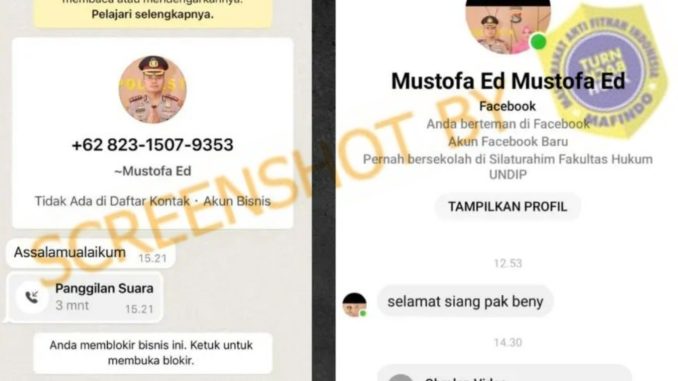 membaca atau mendengarkannya.
Pelajari selengkapnya.
+62 823-1507-9353
~Mustofa Ed
Tidak Ada di Daftar Kontak · Akun Bisnis
Assalamualaikum 15.21
Panggilan Suara
3 mnt 15.21
Anda memblokir bisnis ini. Ketuk untuk
membuka blokir.
Mustofa Ed Mustofa Ed
Facebook
Anda berteman di Facebook
Akun Facebook Baru
Pernah bersekolah di Silaturahim Fakultas Hukum
UNDIP
TAMPILKAN PROFIL
12.53
selamat siang pak beny
14.30
SCREENSHOT BY
MASYARAKAT ANTI FITNAH INDONESIA
TURN
MAFINDO